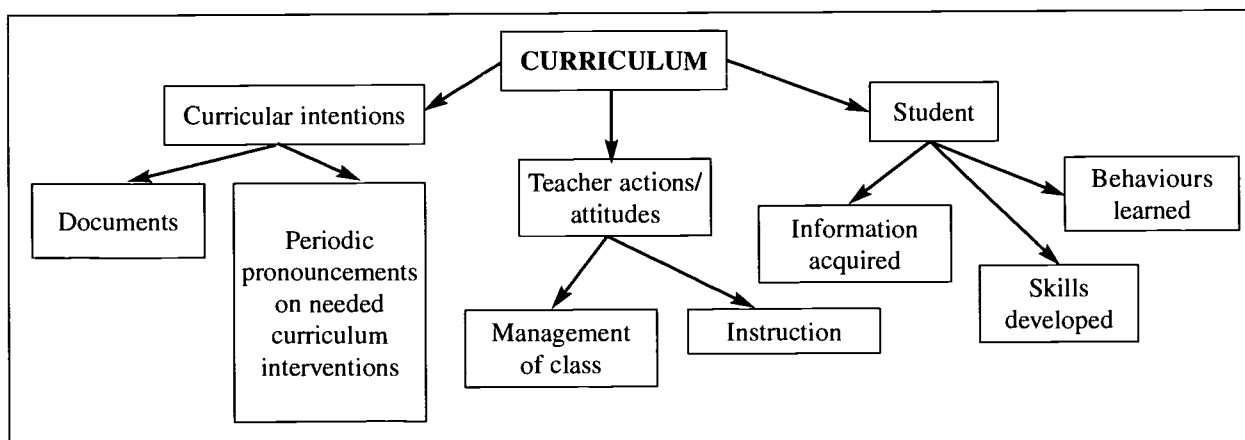 CURRICULUM
Curricular intentions
Student
Documents
Periodic
pronouncements
on needed
curriculum
interventions
Teacher actions/
attitudes
Management
of class
Instruction
Information
acquired
Skills
developed
Behaviours
learned